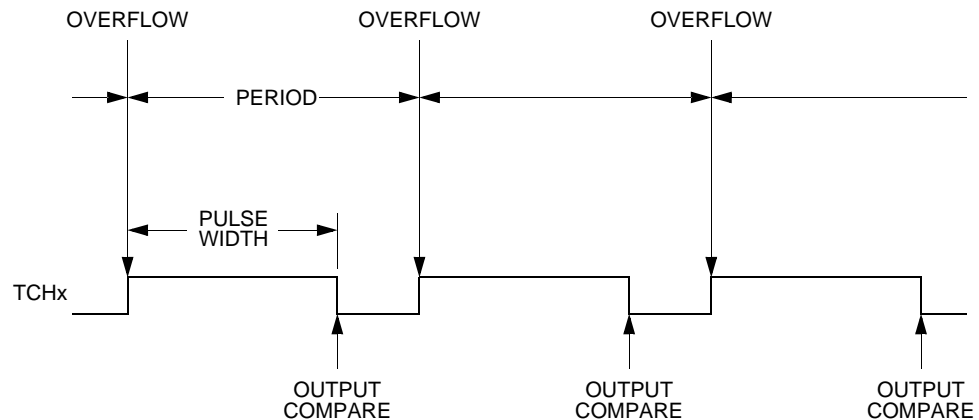 OVERFLOW
OVERFLOW
OVERFLOW
PERIOD
PULSE
WIDTH
TCHx
OUTPUT
COMPARE
OUTPUT
COMPARE
OUTPUT
COMPARE